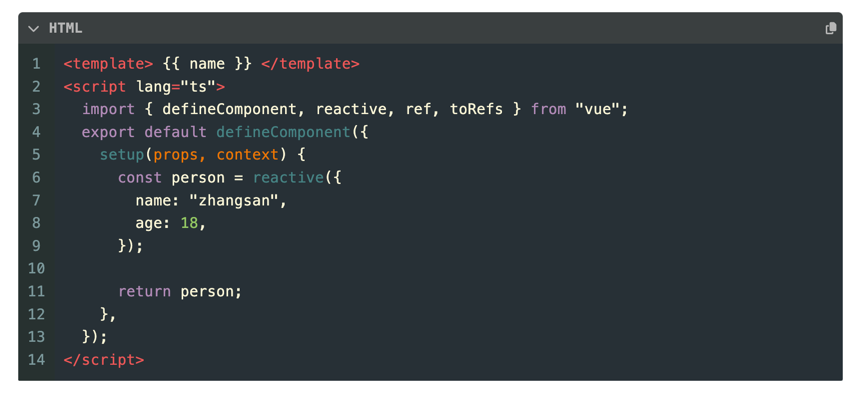 HTML
1 <template> {{ name }} </template>
2 <script lang="ts">
3   import { defineComponent, reactive, ref, toRefs } from "vue";
4   export default defineComponent({
5     setup(props, context) {
6       const person = reactive({
7         name: "zhangsan",
8         age: 18,
9       });
10
11       return person;
12     },
13   });
14 </script>